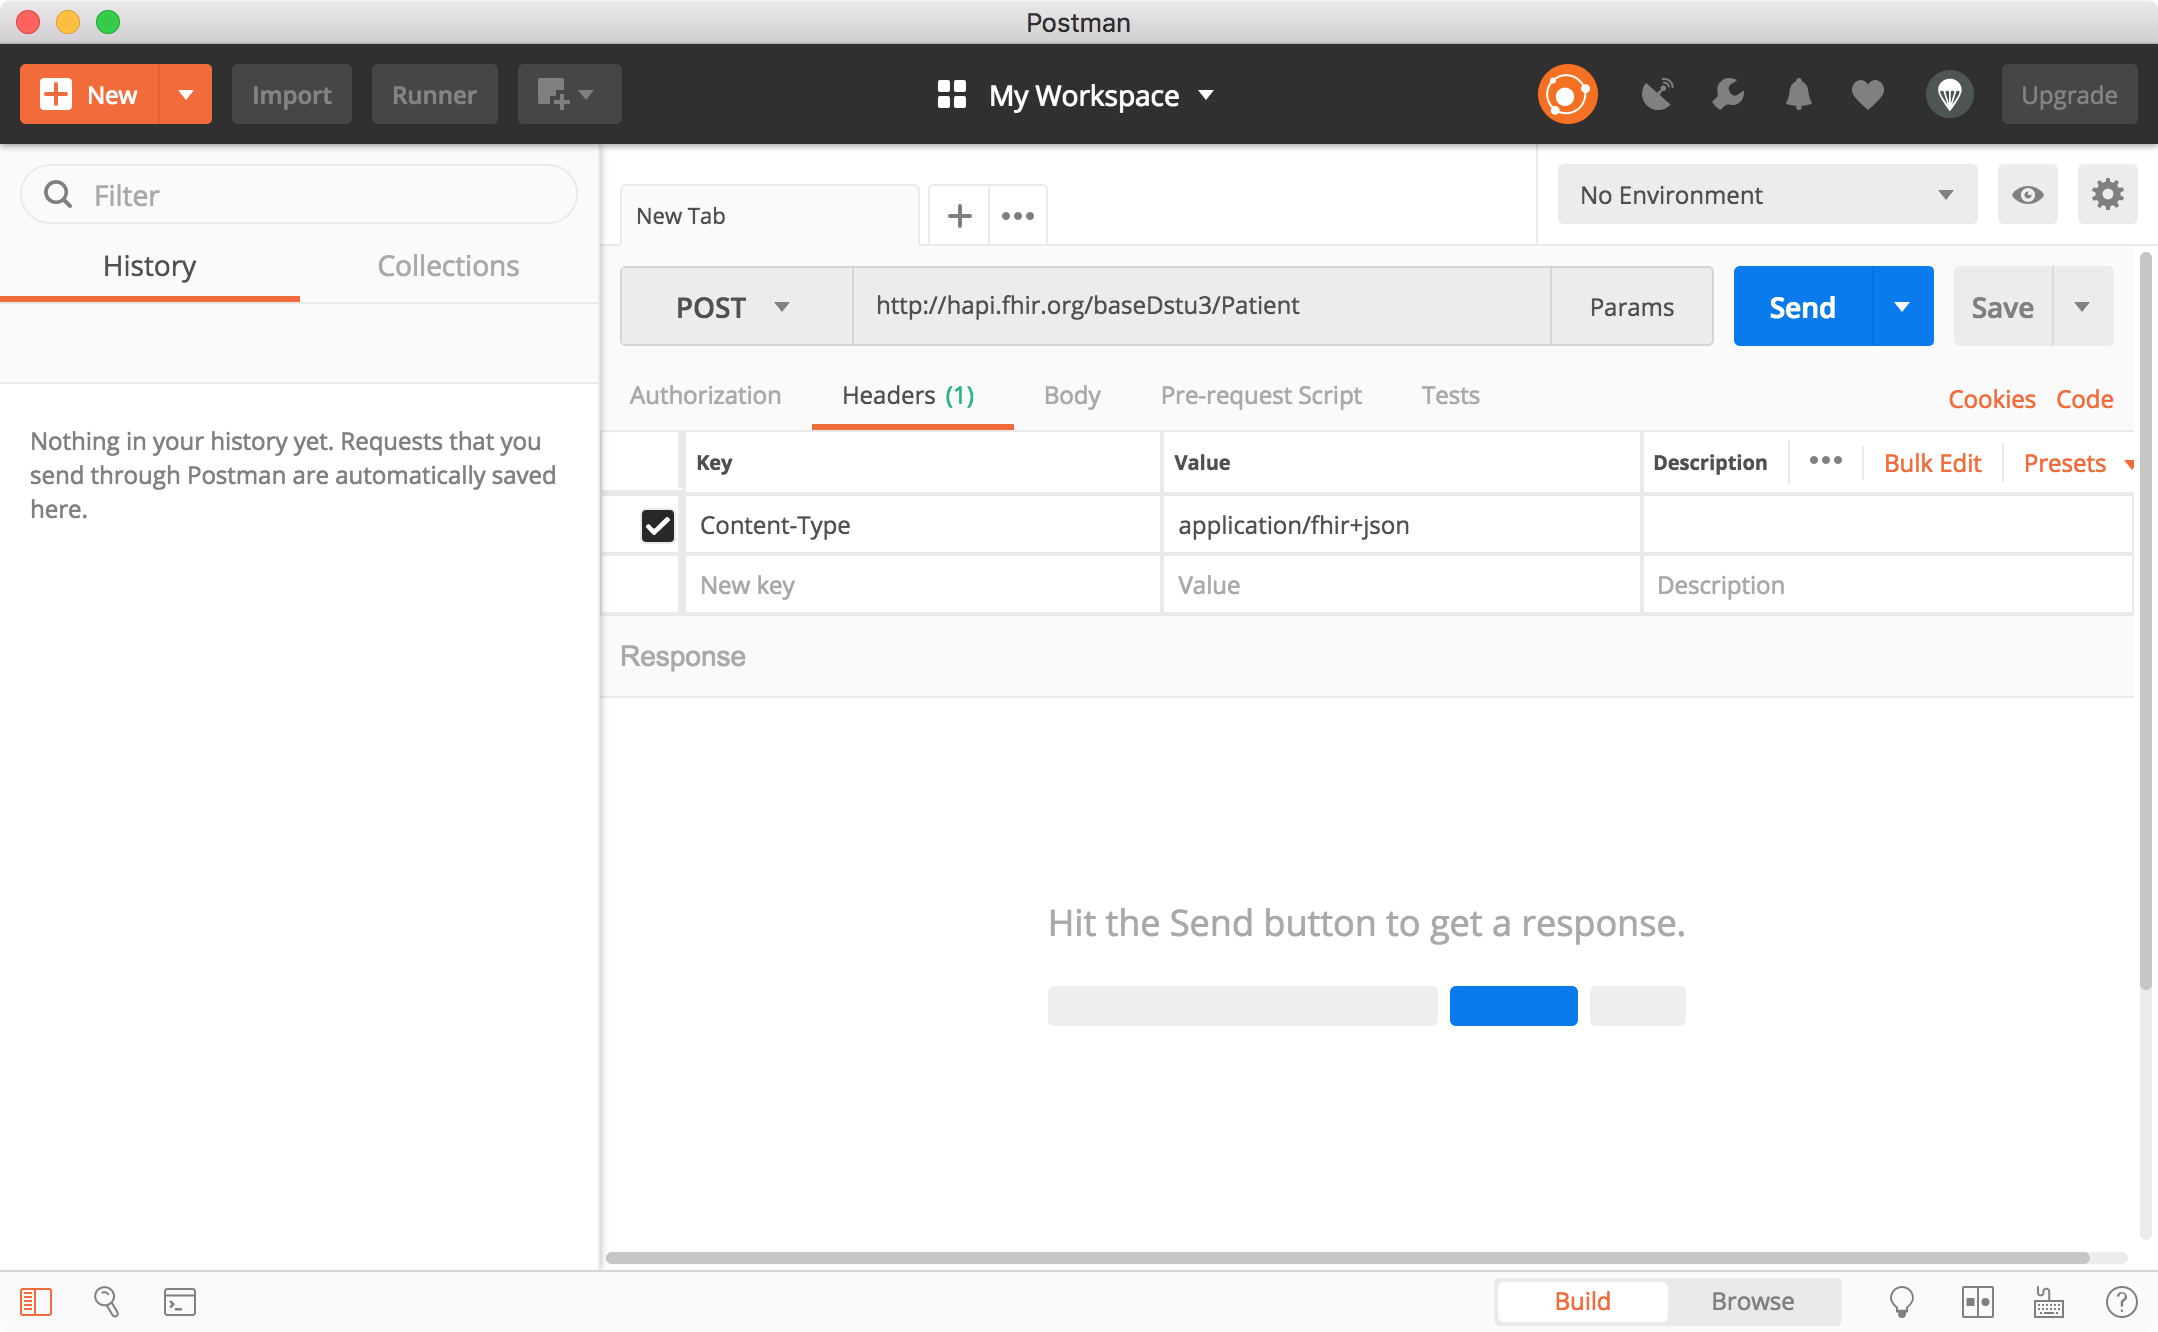 Postman
New
Import
Runner
My Workspace
Upgrade
Filter
History
Collections
Nothing in your history yet. Requests that you
send through Postman are automatically saved
here.
New Tab
No Environment
POST
http://hapi.fhir.org/baseDstu3/Patient
Params
Send
Save
Authorization
Headers (1)
Body
Pre-request Script
Tests
Cookies
Code
Key
Value
Description
Bulk Edit
Presets
Content-Type
application/fhir+json
New key
Value
Description
Response
Hit the Send button to get a response.
Build
Browse